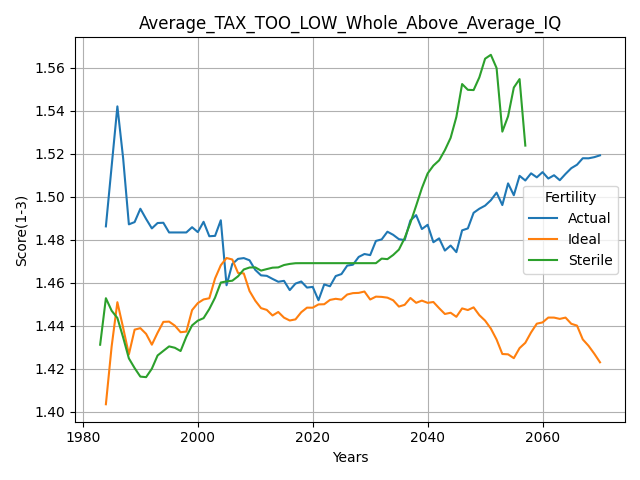 Average_TAX_TOO_LOW_Whole_Above_Average_IQ
1.56
1.54
1.52
1.50
1.48
1.46
1.44
1.42
1.40
Score(1-3)
Fertility
Actual
Ideal
Sterile
1980
2000
2020
2040
2060
Years